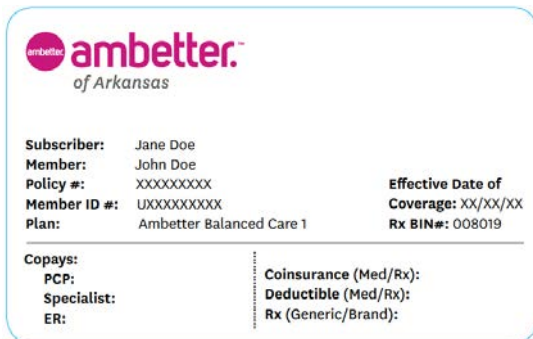 ambetter. ambetter.™
of Arkansas
Subscriber: Jane Doe
Member: John Doe
Policy #: XXXXXXXXX
Member ID #: UXXXXXXXXX
Plan: Ambetter Balanced Care 1
Effective Date of
Coverage: XX/XX/XX
Rx BIN#: 008019
Copays:
PCP:
Specialist:
ER:
Coinsurance (Med/Rx):
Deductible (Med/Rx):
Rx (Generic/Brand):